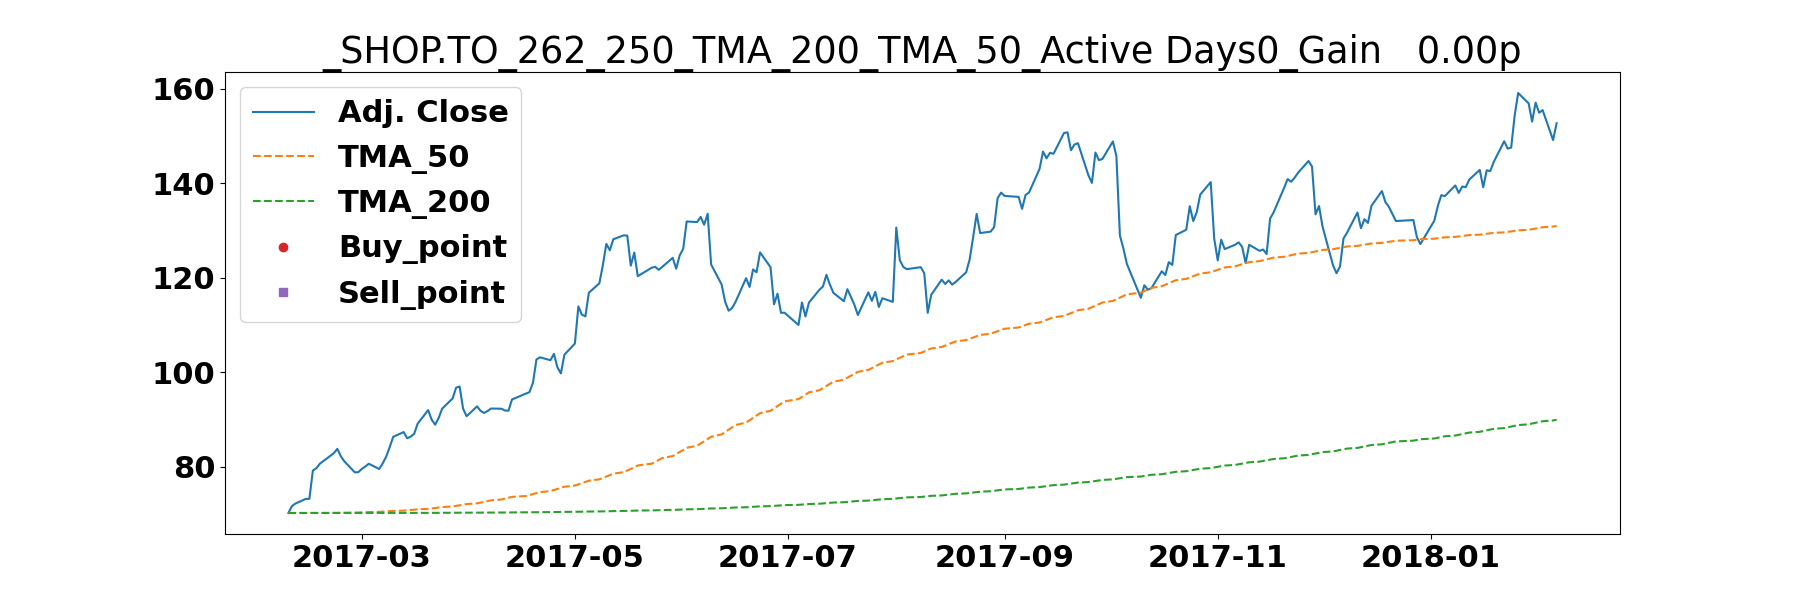 _SHOP.TO_262_250_TMA_200_TMA_50_Active Days0_Gain   0.00p
160
140
120
100
80
Adj. Close
TMA_50
TMA_200
Buy_point
Sell_point
2017-03 2017-05 2017-07 2017-09 2017-11 2018-01